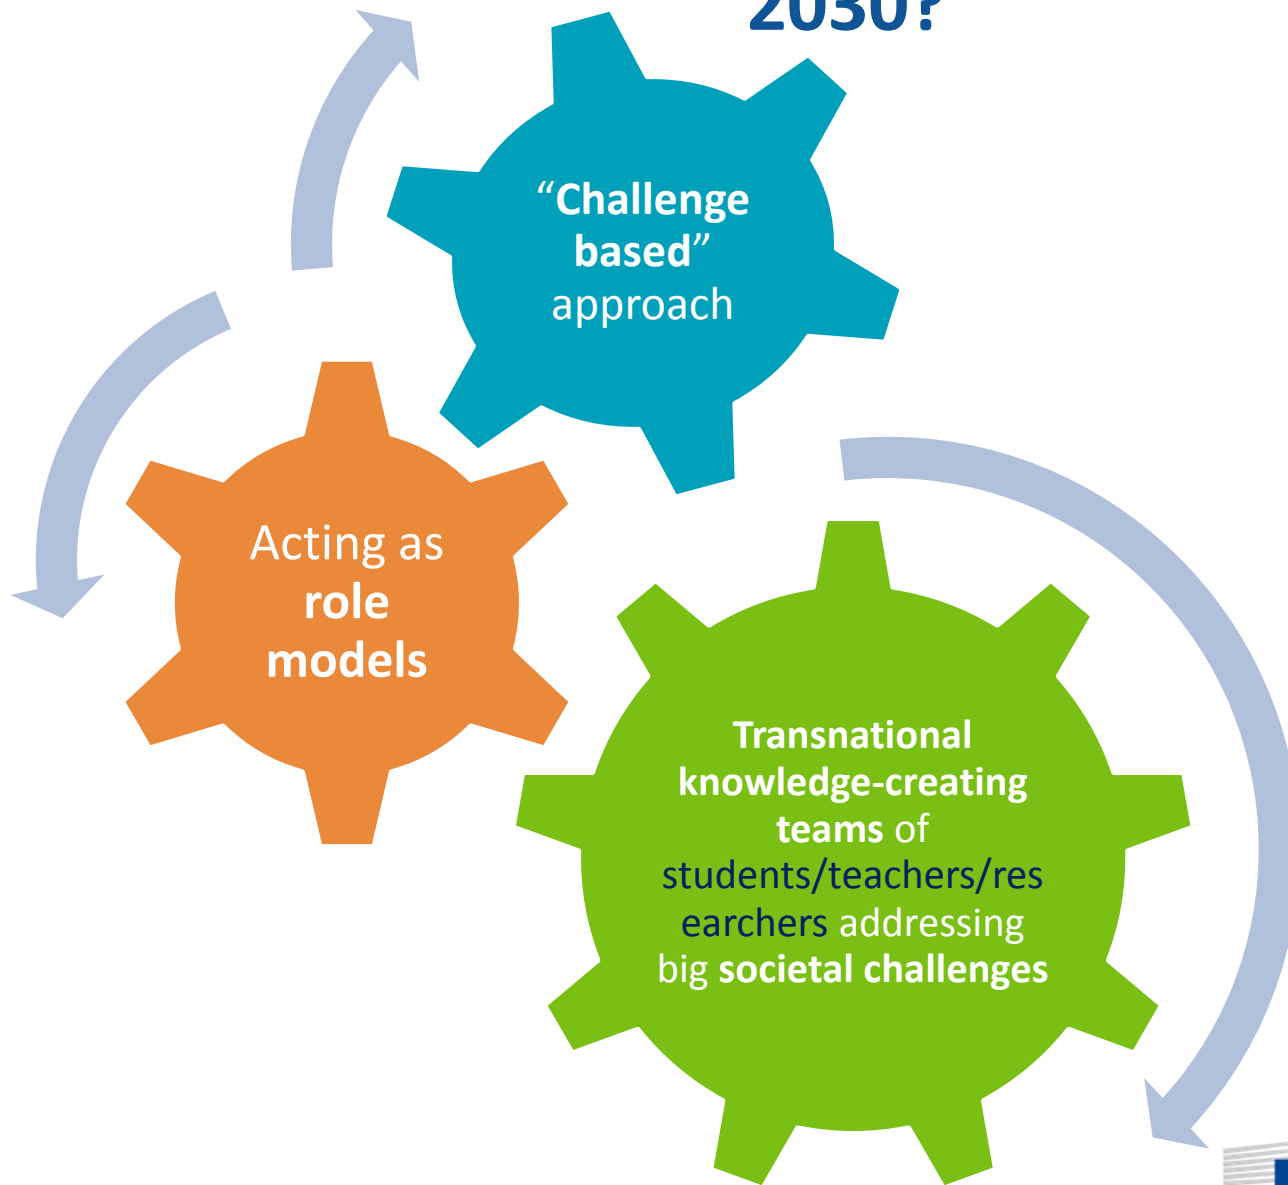 2030?
“Challenge
based”
approach
Acting as
role
models
Transnational
knowledge-creating
teams of
students/teachers/res
earchers addressing
big societal challenges